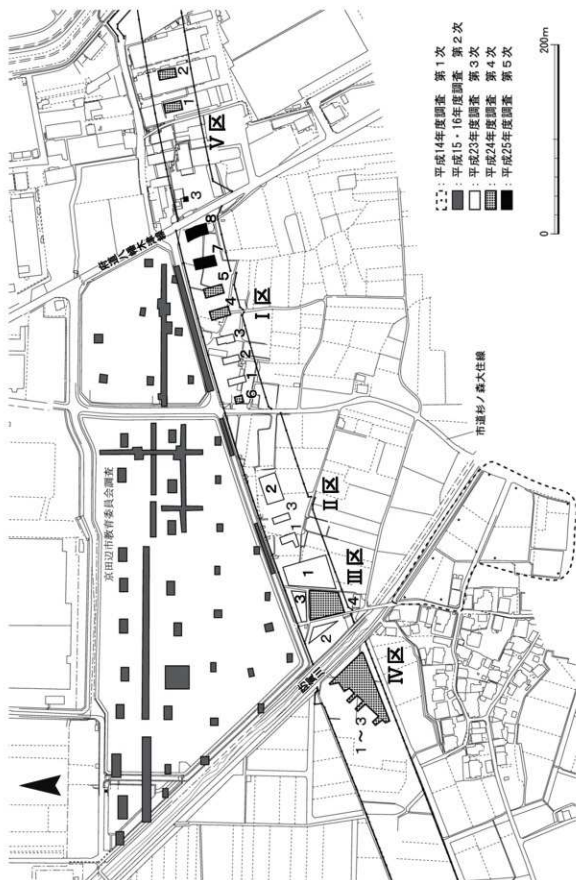 府道八幡木津線
京田辺市教育委員会調査
防賀川
市道杉ノ森大住線
Ⅴ区
1
2
3
Ⅰ区
1
2
3
4
5
6
7
8
Ⅱ区
1
2
3
Ⅲ区
1
2
3
4
Ⅳ区
1～3
：平成14年度調査　第１次
：平成15・16年度調査　第２次
：平成23年度調査　第３次
：平成24年度調査　第４次
：平成25年度調査　第５次
0
200m